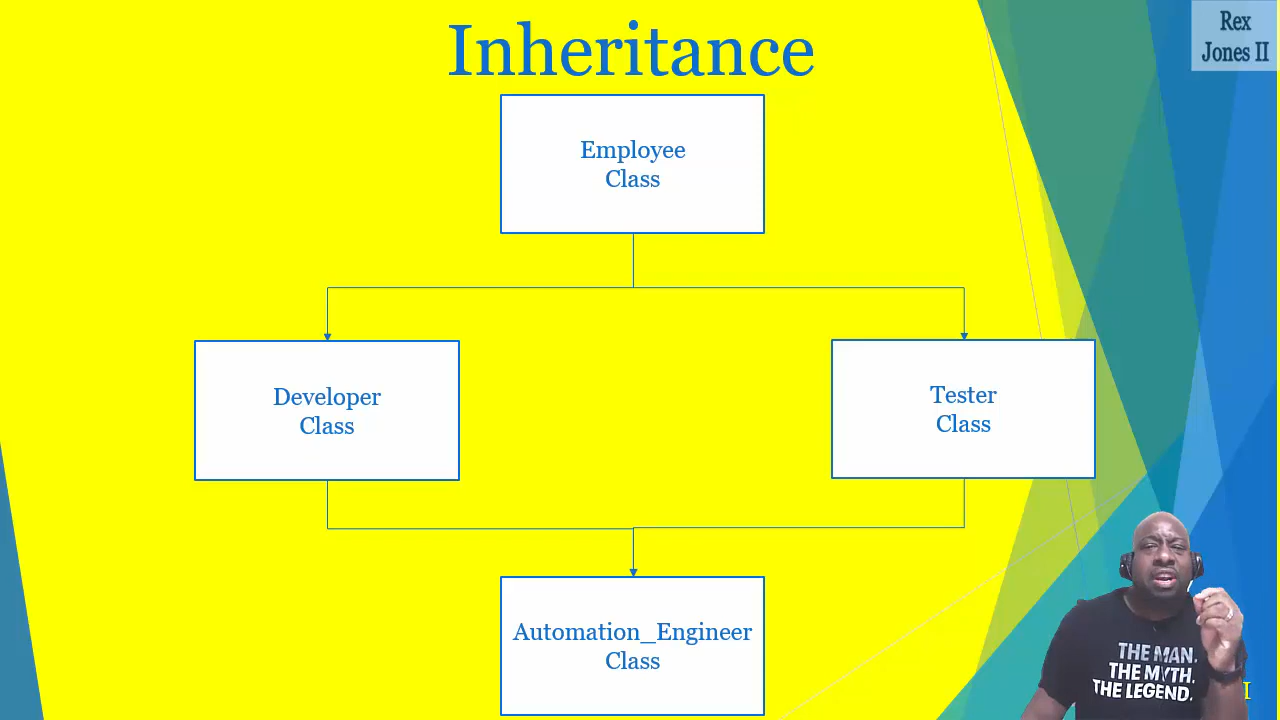 Inheritance
Rex
Jones II
Employee
Class
Developer
Class
Tester
Class
Automation_Engineer
Class
THE MAN.
THE MYTH.
THE LEGEND.